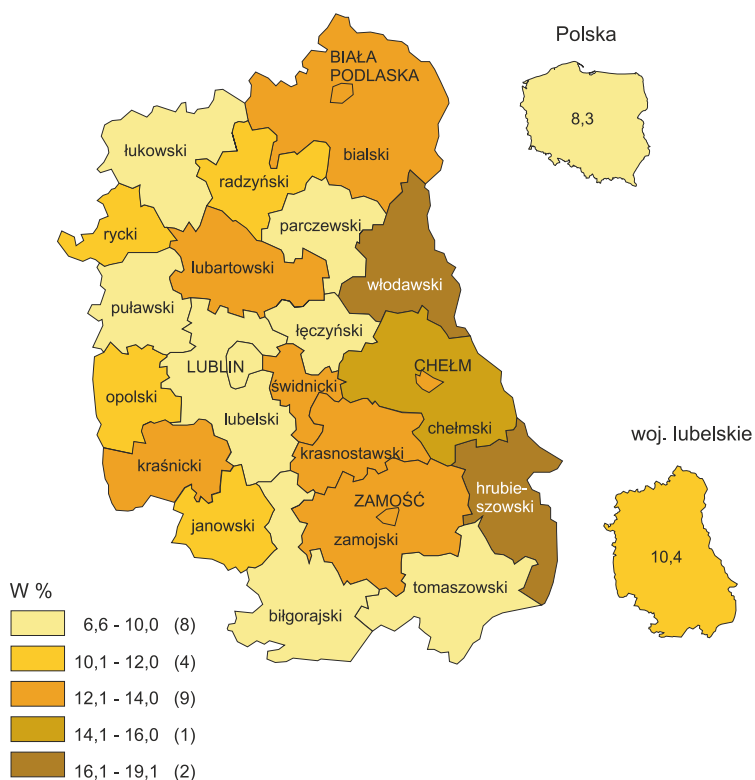 Polska
8,3
BIAŁA
PODLASKA
bialski
łukowski
radzyński
parczewski
rycki
lubartowski
włodawski
puławski
łęczyński
LUBLIN
CHEŁM
świdnicki
opolski
lubelski
chełmski
krasnostawski
kraśnicki
woj. lubelskie
10,4
hrubie-
szowski
ZAMOŚĆ
zamojski
janowski
tomaszowski
biłgorajski
W %
6,6 - 10,0 (8)
10,1 - 12,0 (4)
12,1 - 14,0 (9)
14,1 - 16,0 (1)
16,1 - 19,1 (2)